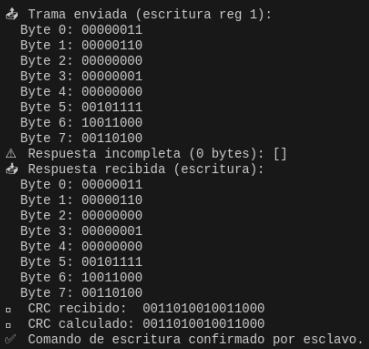 📤 Trama enviada (escritura reg 1):
Byte 0: 00000011
Byte 1: 00000110
Byte 2: 00000000
Byte 3: 00000001
Byte 4: 00000000
Byte 5: 00101111
Byte 6: 10011000
Byte 7: 00110100
⚠ Respuesta incompleta (0 bytes): []
📥 Respuesta recibida (escritura):
Byte 0: 00000011
Byte 1: 00000110
Byte 2: 00000000
Byte 3: 00000001
Byte 4: 00000000
Byte 5: 00101111
Byte 6: 10011000
Byte 7: 00110100
CRC recibido: 0011010010011000
CRC calculado: 0011010010011000
✅ Comando de escritura confirmado por esclavo.